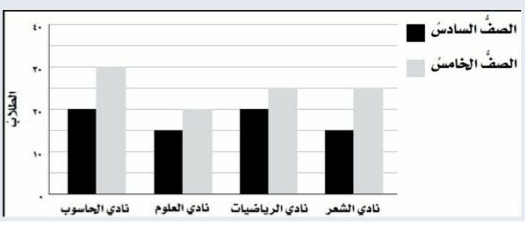 الصفُّ السادسُ
الصفُّ الخامسُ
٤٠
٣٠
٢٠
١٠
٠
الطلابُ
نادي الحاسوب
نادي العلوم
نادي الرياضيات
نادي الشعر